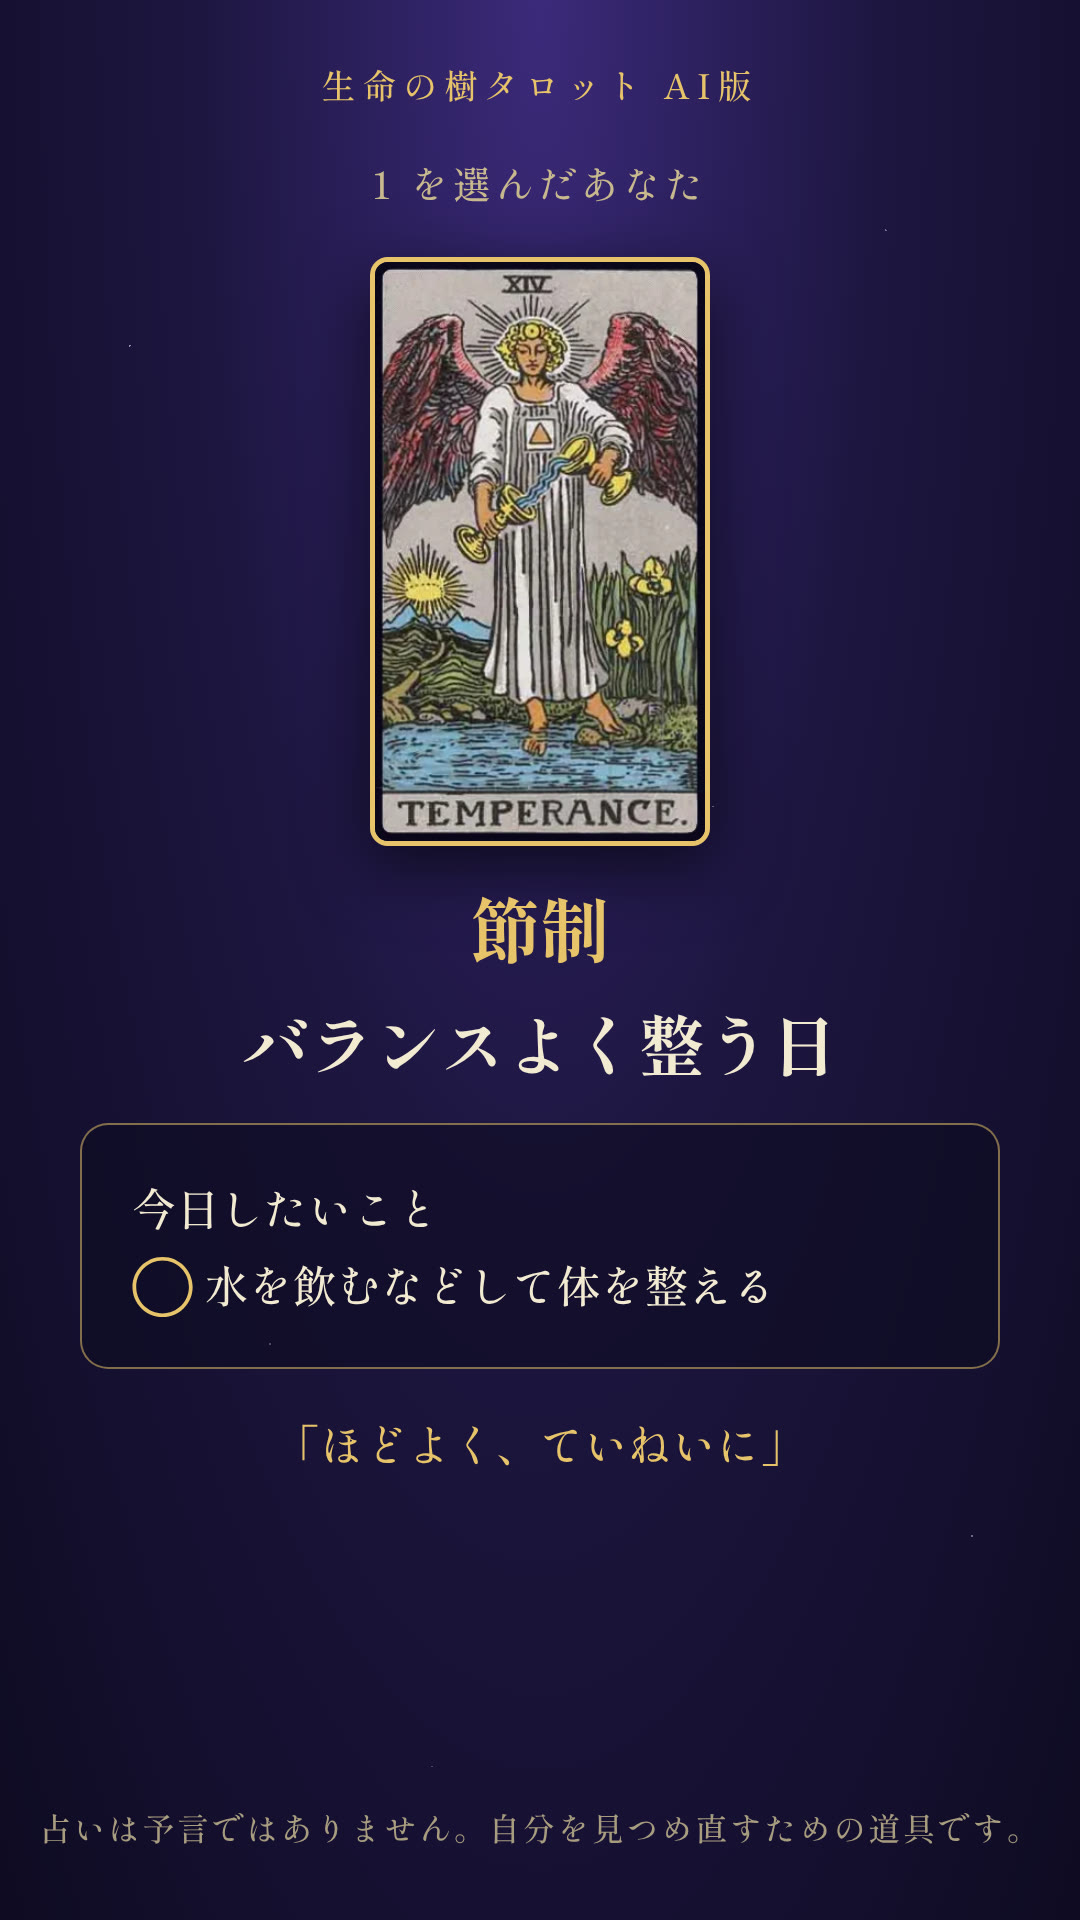 生命の樹タロット AI版
1 を選んだあなた
XIV
TEMPERANCE.
節制
バランスよく整う日
今日したいこと
◯ 水を飲むなどして体を整える
「ほどよく、ていねいに」
占いは予言ではありません。自分を見つめ直すための道具です。